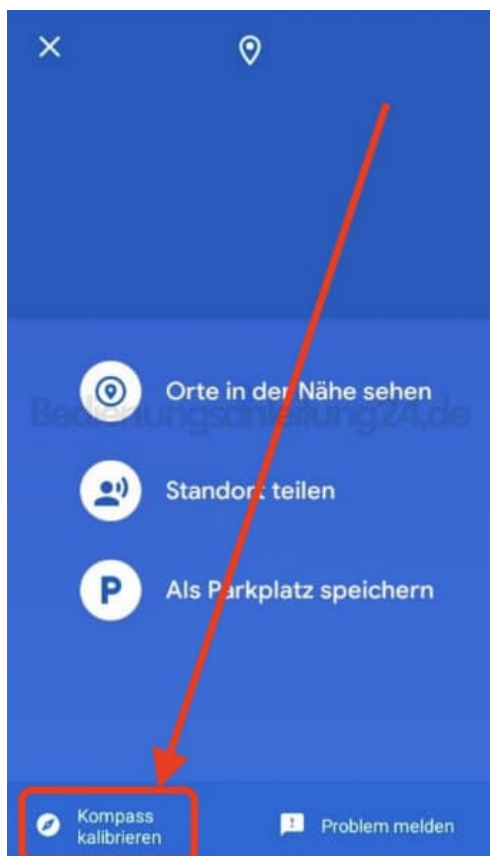 Orte in der Nähe sehen
Bedienungsanleitung24.de
Standort teilen
P Als Parkplatz speichern
Kompass
kalibrieren
Problem melden